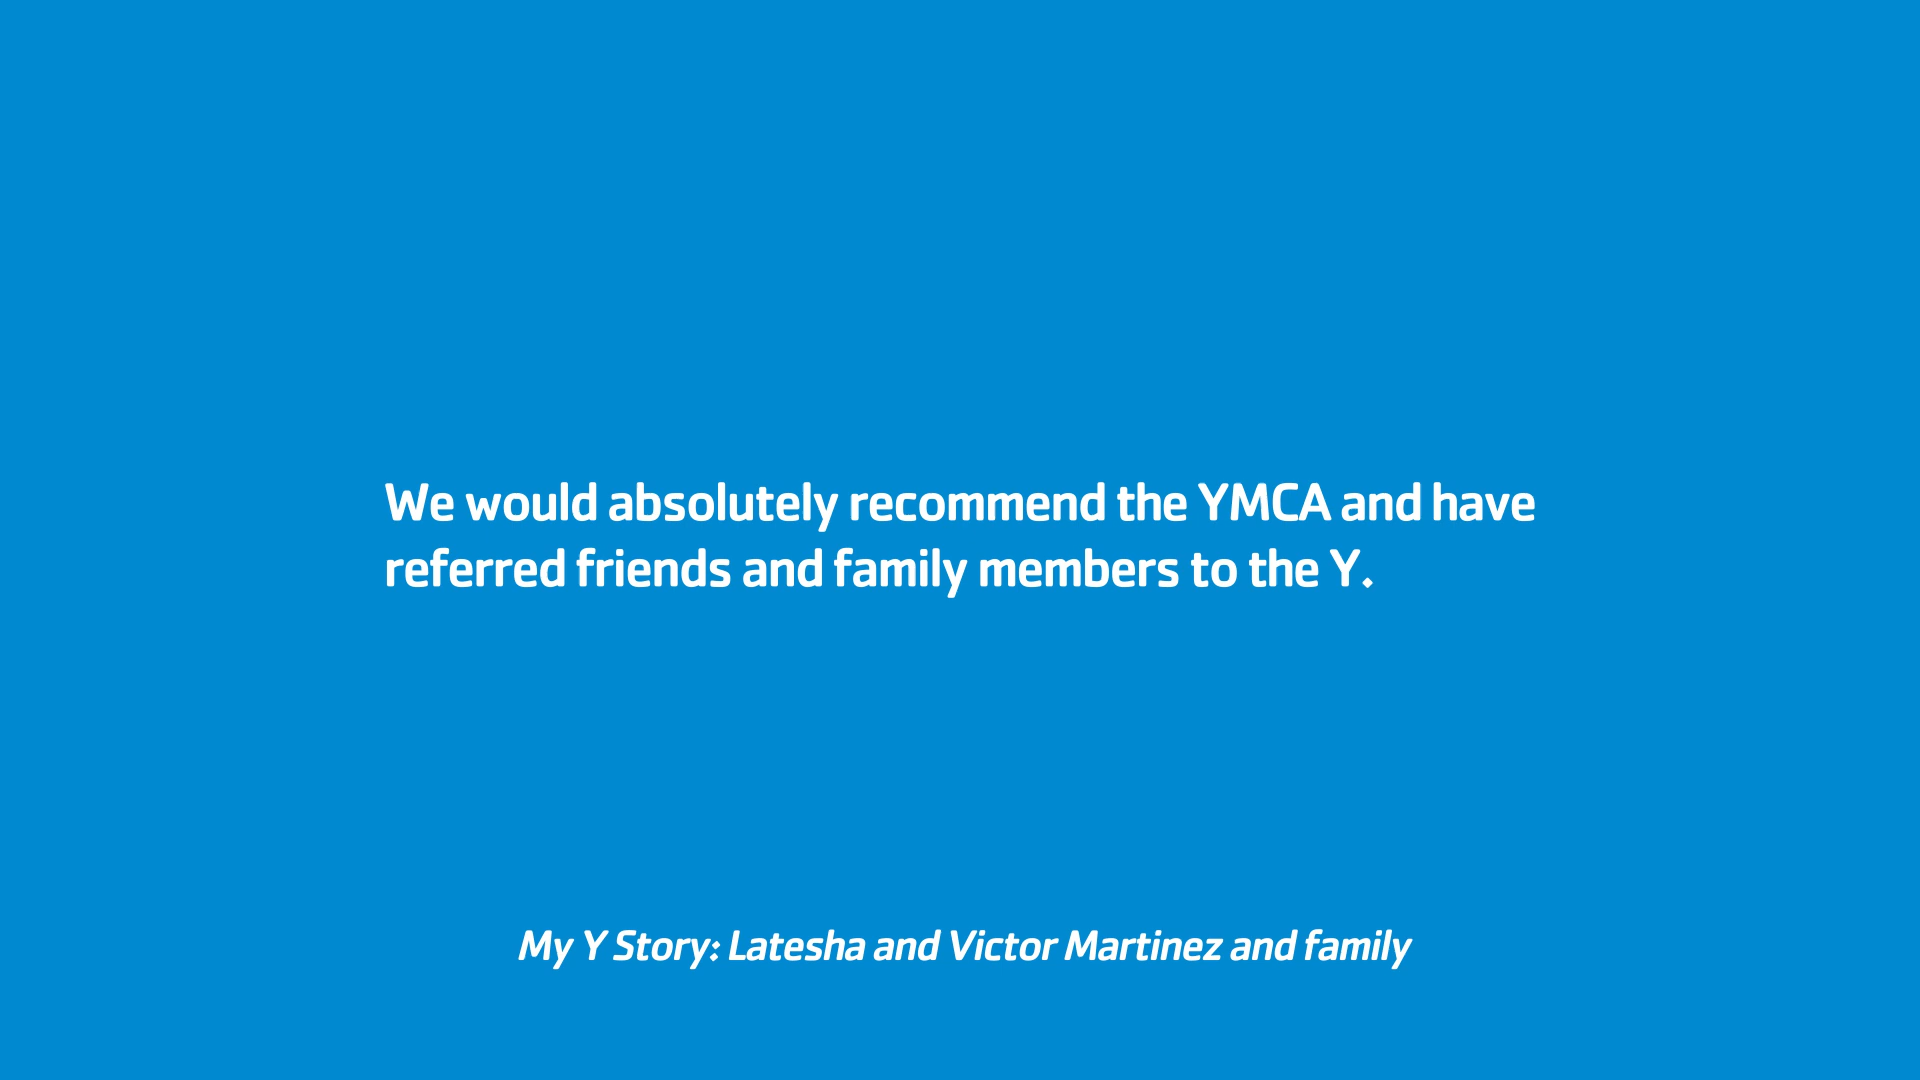 We would absolutely recommend the YMCA and have
referred friends and family members to the Y.
My Y Story: Latesha and Victor Martinez and family